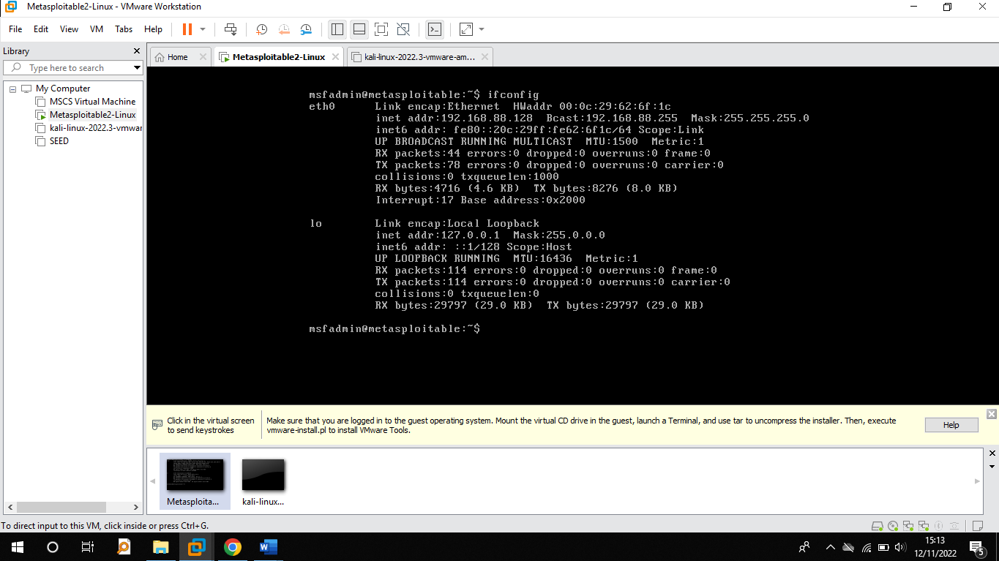 Metasploitable2-Linux - VMware Workstation
File Edit View VM Tabs Help
Library
Type here to search
My Computer
MSCS Virtual Machine
Metasploitable2-Linux
kali-linux-2022.3-vmwar
SEED
Home Metasploitable2-Linux kali-linux-2022.3-vmware-am...
msfadmin@metasploitable:~$ ifconfig
eth0 Link encap:Ethernet HWaddr 00:0c:29:62:6f:1c
inet addr:192.168.88.128 Bcast:192.168.88.255 Mask:255.255.255.0
inet6 addr: fe80::20c:29ff:fe62:6f1c/64 Scope:Link
UP BROADCAST RUNNING MULTICAST MTU:1500 Metric:1
RX packets:44 errors:0 dropped:0 overruns:0 frame:0
TX packets:78 errors:0 dropped:0 overruns:0 carrier:0
collisions:0 txqueuelen:1000
RX bytes:4716 (4.6 KB) TX bytes:8276 (8.0 KB)
Interrupt:17 Base address:0x2000
lo Link encap:Local Loopback
inet addr:127.0.0.1 Mask:255.0.0.0
inet6 addr: ::1/128 Scope:Host
UP LOOPBACK RUNNING MTU:16436 Metric:1
RX packets:114 errors:0 dropped:0 overruns:0 frame:0
TX packets:114 errors:0 dropped:0 overruns:0 carrier:0
collisions:0 txqueuelen:0
RX bytes:29797 (29.0 KB) TX bytes:29797 (29.0 KB)
msfadmin@metasploitable:~$
Click in the virtual screen
to send keystrokes
Make sure that you are logged in to the guest operating system. Mount the virtual CD drive in the guest, launch a Terminal, and use tar to uncompress the installer. Then, execute
vmware-install.pl to install VMware Tools.
Help
Metasploita... kali-linux...
To direct input to this VM, click inside or press Ctrl+G.
15:13
12/11/2022
5